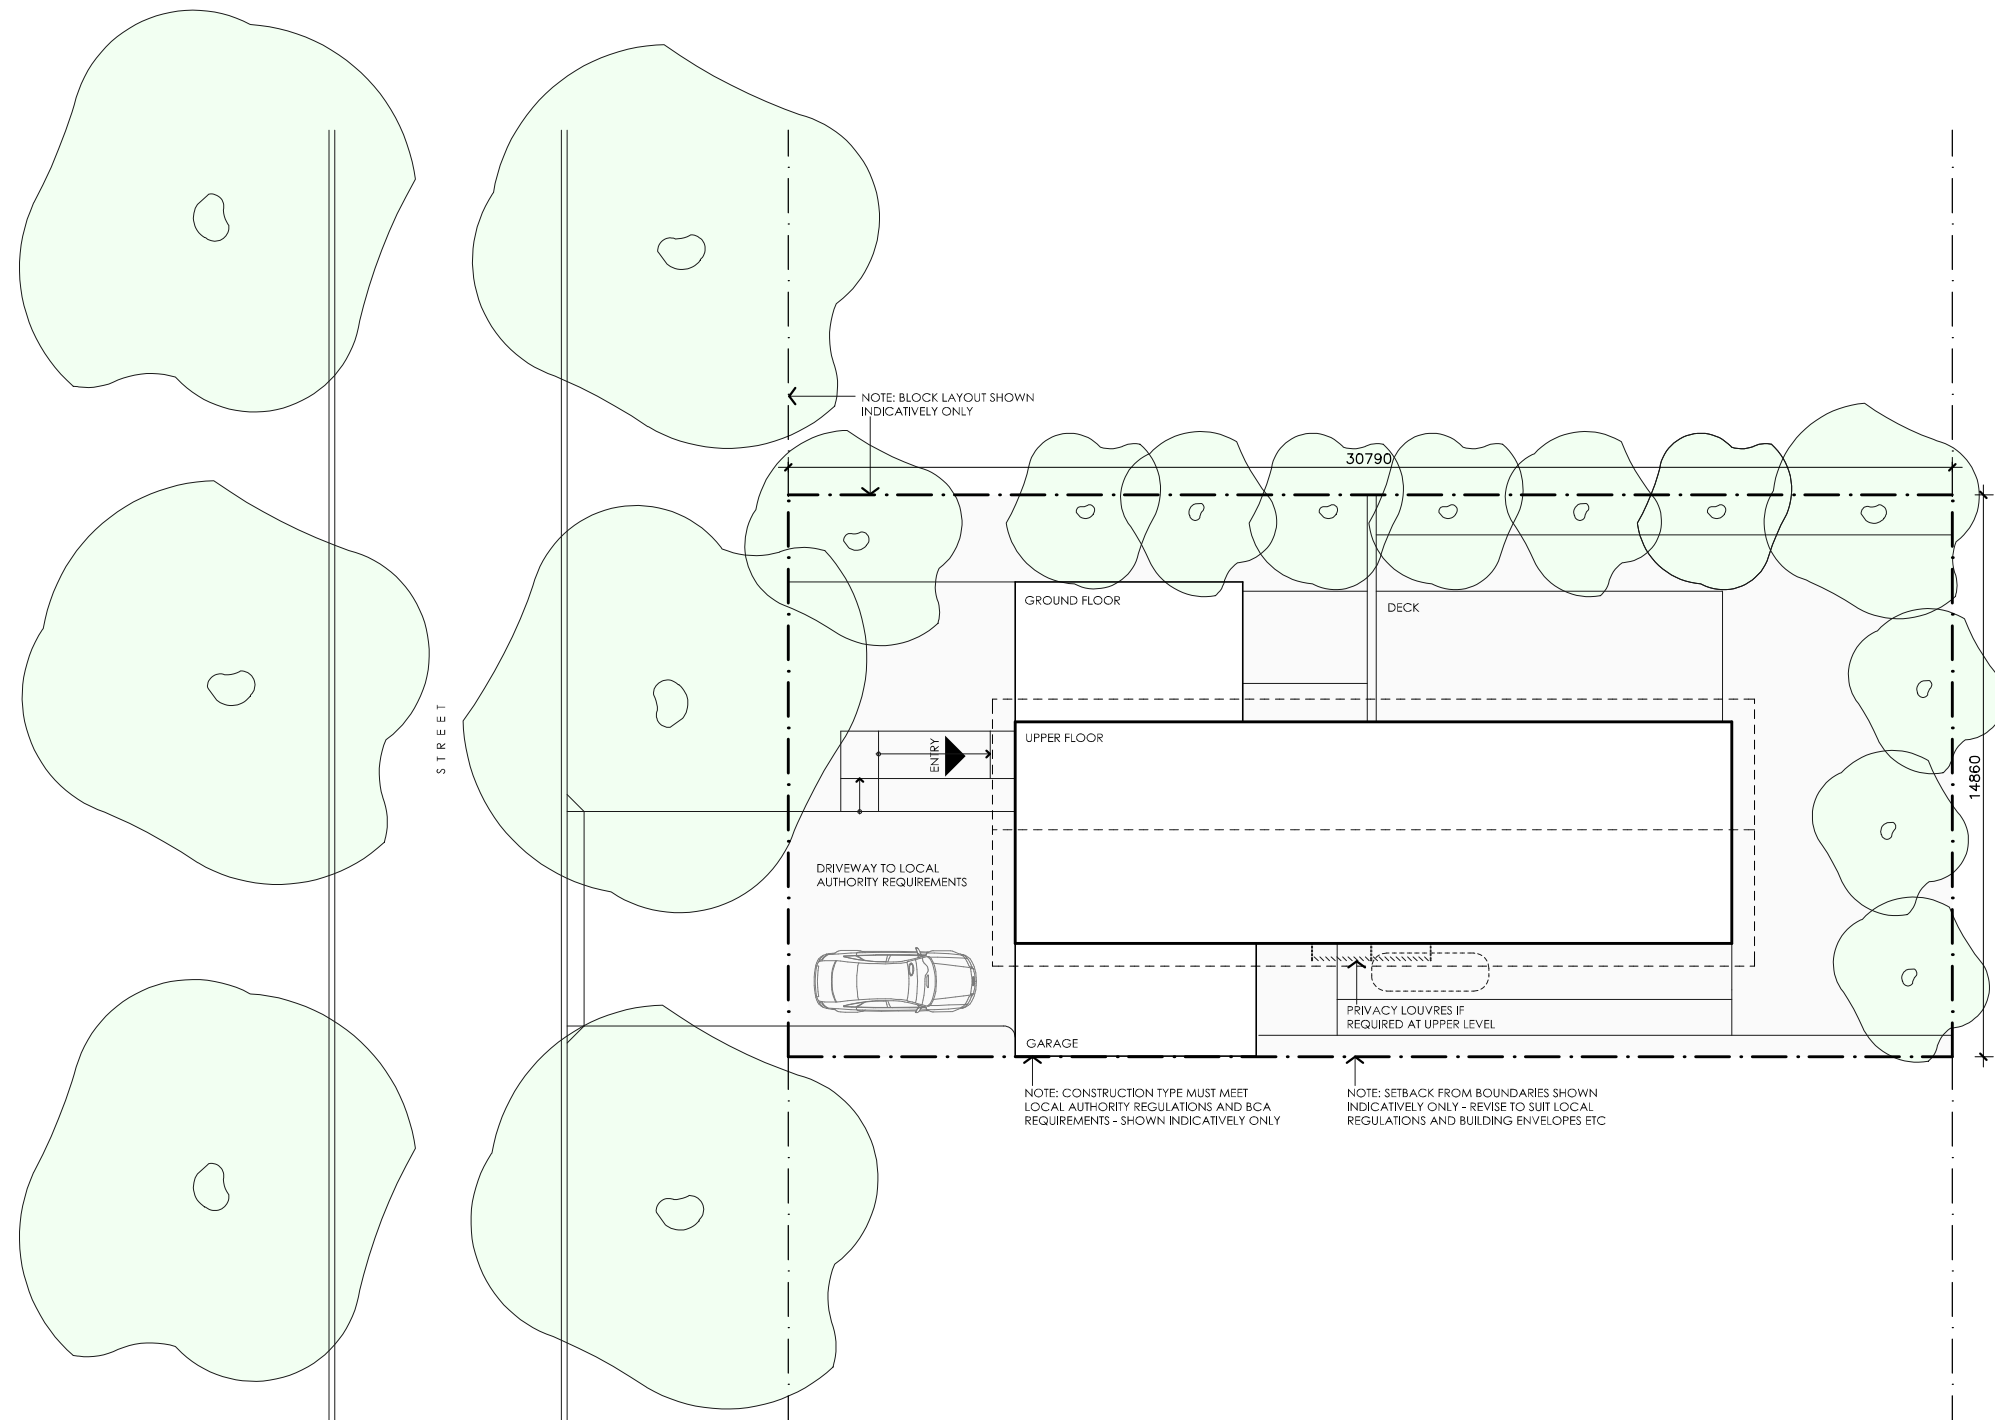 NOTE: BLOCK LAYOUT SHOWN
INDICATIVELY ONLY
30790
GROUND FLOOR
DECK
STREET
ENTRY
UPPER FLOOR
14860
DRIVEWAY TO LOCAL
AUTHORITY REQUIREMENTS
PRIVACY LOUVRES IF
REQUIRED AT UPPER LEVEL
GARAGE
NOTE: CONSTRUCTION TYPE MUST MEET
LOCAL AUTHORITY REGULATIONS AND BCA
REQUIREMENTS - SHOWN INDICATIVELY ONLY
NOTE: SETBACK FROM BOUNDARIES SHOWN
INDICATIVELY ONLY - REVISE TO SUIT LOCAL
REGULATIONS AND BUILDING ENVELOPES ETC